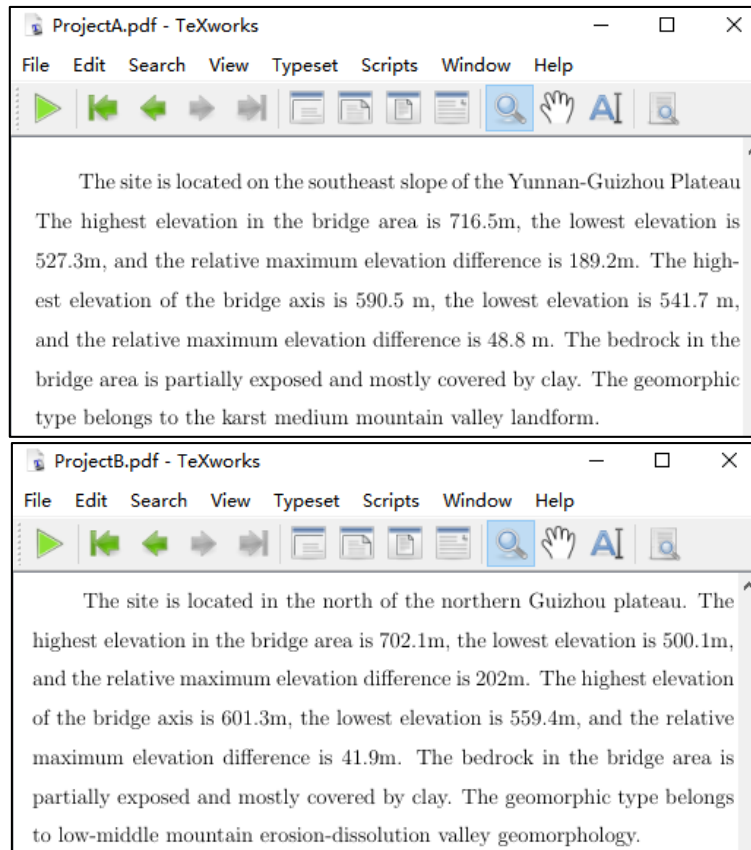 ProjectA.pdf - TeXworks
File Edit Search View Typeset Scripts Window Help
The site is located on the southeast slope of the Yunnan-Guizhou Plateau
The highest elevation in the bridge area is 716.5m, the lowest elevation is
527.3m, and the relative maximum elevation difference is 189.2m. The high-
est elevation of the bridge axis is 590.5 m, the lowest elevation is 541.7 m,
and the relative maximum elevation difference is 48.8 m. The bedrock in the
bridge area is partially exposed and mostly covered by clay. The geomorphic
type belongs to the karst medium mountain valley landform.
ProjectB.pdf - TeXworks
File Edit Search View Typeset Scripts Window Help
The site is located in the north of the northern Guizhou plateau. The
highest elevation in the bridge area is 702.1m, the lowest elevation is 500.1m,
and the relative maximum elevation difference is 202m. The highest elevation
of the bridge axis is 601.3m, the lowest elevation is 559.4m, and the relative
maximum elevation difference is 41.9m. The bedrock in the bridge area is
partially exposed and mostly covered by clay. The geomorphic type belongs
to low-middle mountain erosion-dissolution valley geomorphology.